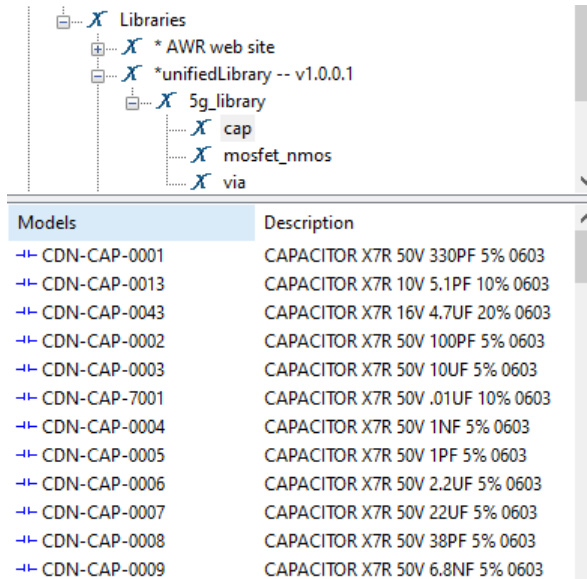 Libraries
* AWR web site
*unifiedLibrary -- v1.0.0.1
5g_library
cap
mosfet_nmos
via
Models Description
CDN-CAP-0001 CAPACITOR X7R 50V 330PF 5% 0603
CDN-CAP-0013 CAPACITOR X7R 10V 5.1PF 10% 0603
CDN-CAP-0043 CAPACITOR X7R 16V 4.7UF 20% 0603
CDN-CAP-0002 CAPACITOR X7R 50V 100PF 5% 0603
CDN-CAP-0003 CAPACITOR X7R 50V 10UF 5% 0603
CDN-CAP-7001 CAPACITOR X7R 50V .01UF 10% 0603
CDN-CAP-0004 CAPACITOR X7R 50V 1NF 5% 0603
CDN-CAP-0005 CAPACITOR X7R 50V 1PF 5% 0603
CDN-CAP-0006 CAPACITOR X7R 50V 2.2UF 5% 0603
CDN-CAP-0007 CAPACITOR X7R 50V 22UF 5% 0603
CDN-CAP-0008 CAPACITOR X7R 50V 38PF 5% 0603
CDN-CAP-0009 CAPACITOR X7R 50V 6.8NF 5% 0603